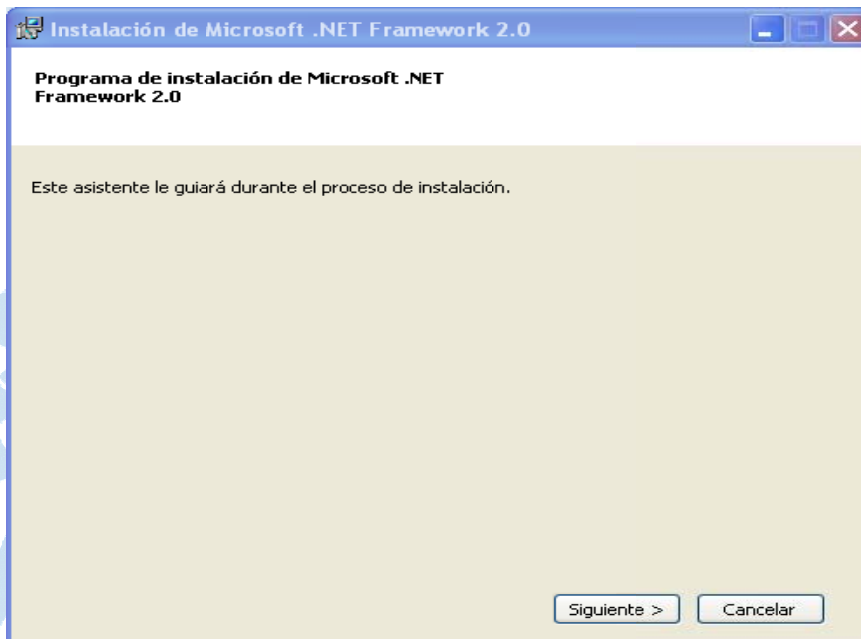 Instalación de Microsoft .NET Framework 2.0
Programa de instalación de Microsoft .NET
Framework 2.0
Este asistente le guiará durante el proceso de instalación.
Siguiente >
Cancelar